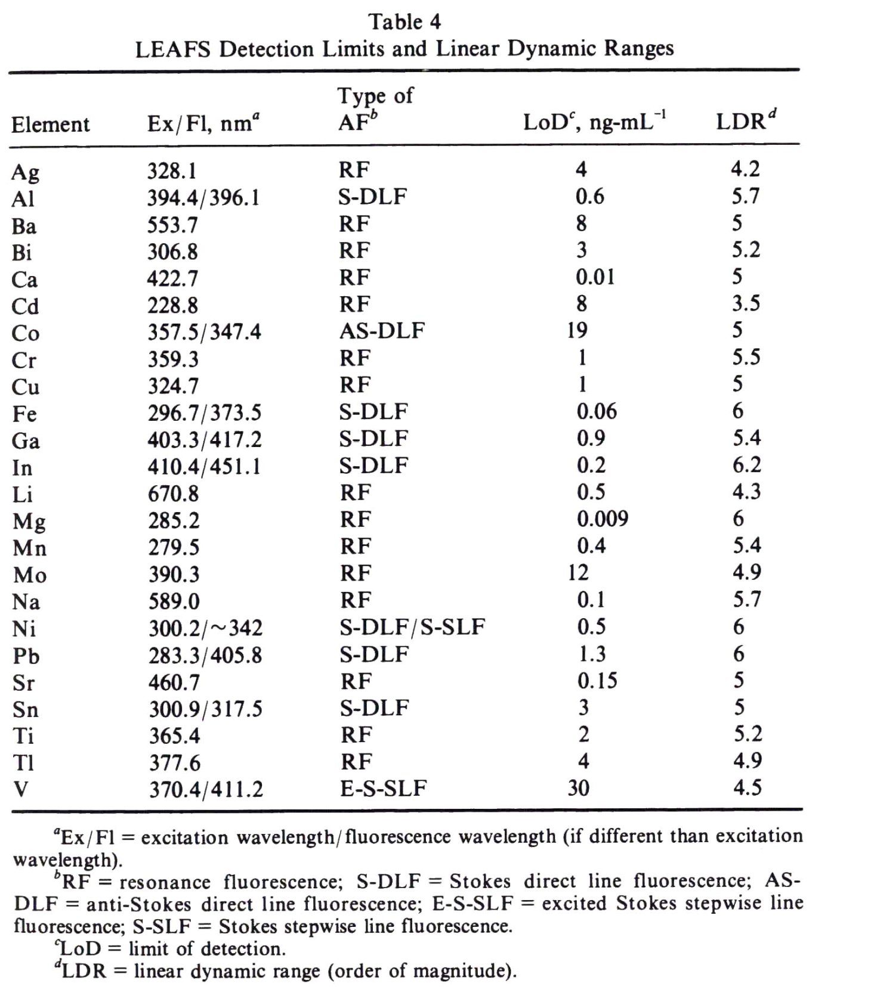 Table 4
LEAFS Detection Limits and Linear Dynamic Ranges
Type of
Element Ex/Fl, nmᵃ AFᵇ LoDᶜ, ng-mL⁻¹ LDRᵈ
Ag 328.1 RF 4 4.2
Al 394.4/396.1 S-DLF 0.6 5.7
Ba 553.7 RF 8 5
Bi 306.8 RF 3 5.2
Ca 422.7 RF 0.01 5
Cd 228.8 RF 8 3.5
Co 357.5/347.4 AS-DLF 19 5
Cr 359.3 RF 1 5.5
Cu 324.7 RF 1 5
Fe 296.7/373.5 S-DLF 0.06 6
Ga 403.3/417.2 S-DLF 0.9 5.4
In 410.4/451.1 S-DLF 0.2 6.2
Li 670.8 RF 0.5 4.3
Mg 285.2 RF 0.009 6
Mn 279.5 RF 0.4 5.4
Mo 390.3 RF 12 4.9
Na 589.0 RF 0.1 5.7
Ni 300.2/~342 S-DLF/S-SLF 0.5 6
Pb 283.3/405.8 S-DLF 1.3 6
Sr 460.7 RF 0.15 5
Sn 300.9/317.5 S-DLF 3 5
Ti 365.4 RF 2 5.2
Tl 377.6 RF 4 4.9
V 370.4/411.2 E-S-SLF 30 4.5
ᵃEx/Fl = excitation wavelength/fluorescence wavelength (if different than excitation
wavelength).
ᵇRF = resonance fluorescence; S-DLF = Stokes direct line fluorescence; AS-
DLF = anti-Stokes direct line fluorescence; E-S-SLF = excited Stokes stepwise line
fluorescence; S-SLF = Stokes stepwise line fluorescence.
ᶜLoD = limit of detection.
ᵈLDR = linear dynamic range (order of magnitude).